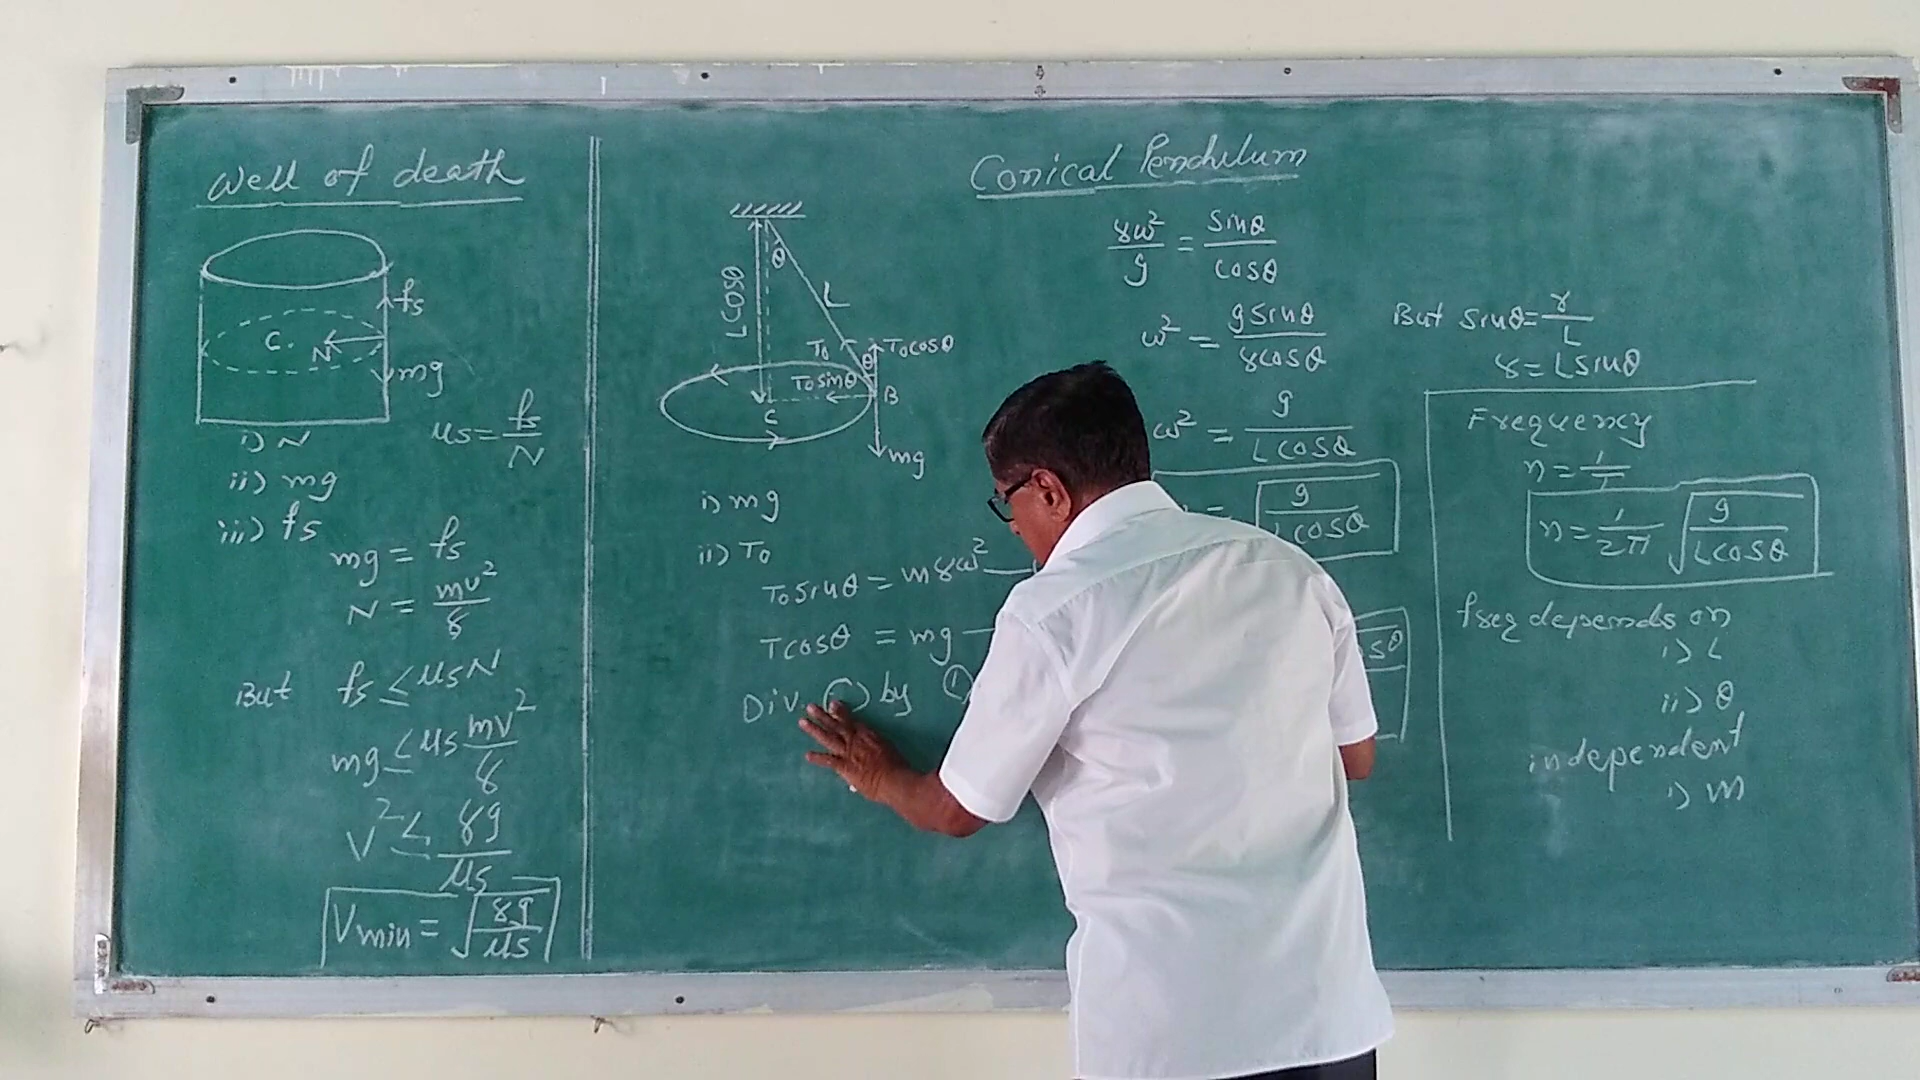 Well of death
fs
C.
N
mg
i) N
μs = fs/N
ii) mg
iii) fs
mg = fs
N = mv²/r
But fs ≤ μsN
mg ≤ μs mv²/r
v² ≤ rg/μs
Vmin = √(rg/μs)
Conical Pendulum
θ
LCOSθ
L
T₀
T₀cosθ
θ
T₀sinθ
B
C
mg
i) mg
ii) T₀
T₀sinθ = mrω²
Tcosθ = mg
Div. by
rω²/g = sinθ/cosθ
ω² = gsinθ/rcosθ
ω² = g/LCOSθ
= √(g/LCOSθ)
But sinθ = r/L
r = Lsinθ
Frequency
n = 1/T
n = 1/2π √(g/LCOSθ)
freq depends on
i) L
ii) θ
independent
i) m